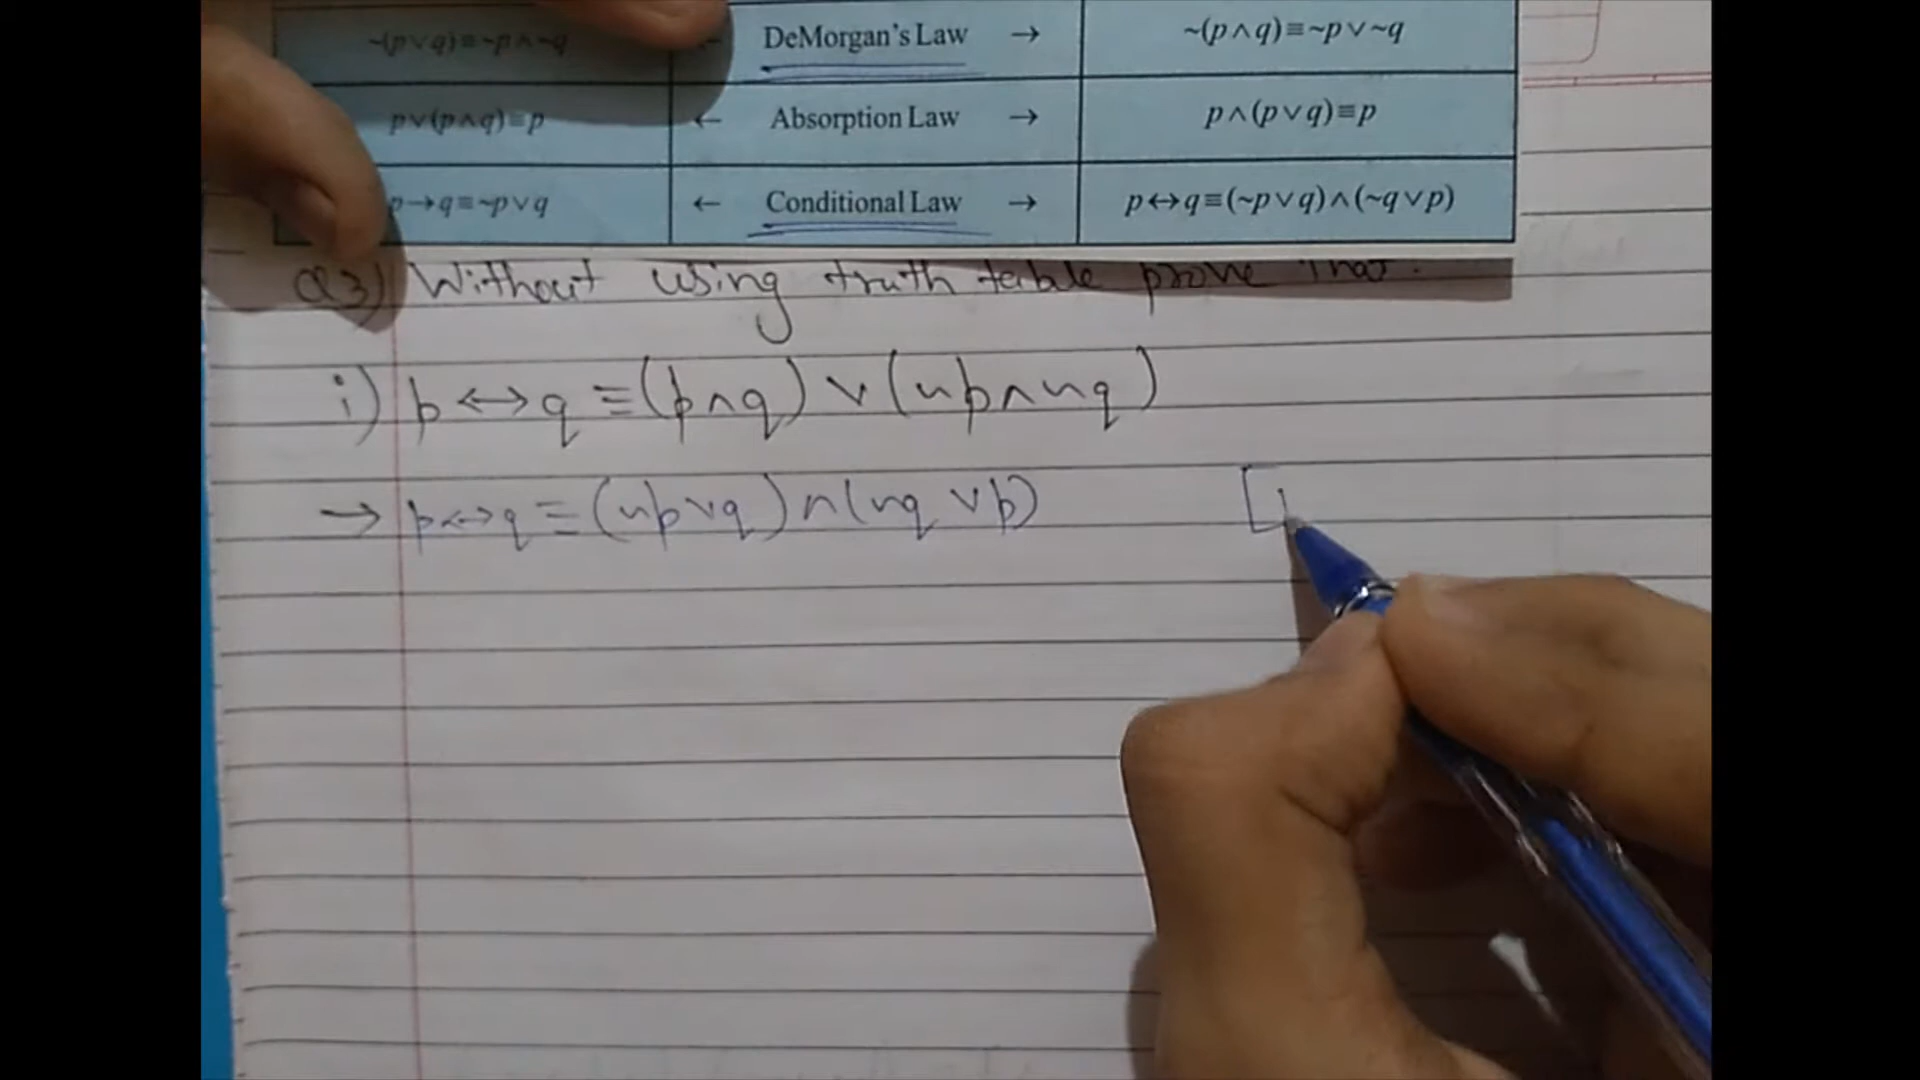 ~(p∨q)≡~p∧~q ← DeMorgan's Law → ~(p∧q)≡~p∨~q
p∨(p∧q)≡p ← Absorption Law → p∧(p∨q)≡p
p→q≡~p∨q ← Conditional Law → p↔q≡(~p∨q)∧(~q∨p)
Q3) Without using truth table prove that.
i) p↔q ≡ (p∧q) ∨ (~p∧~q)
→ p↔q ≡ (~p∨q) ∧ (~q ∨ p) [